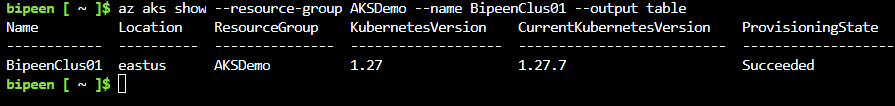 bipeen [ ~ ]$ az aks show --resource-group AKSDemo --name BipeenClus01 --output table
Name          Location    ResourceGroup    KubernetesVersion    CurrentKubernetesVersion    ProvisioningState
------------  ----------  ---------------  -------------------  --------------------------  -------------------
BipeenClus01  eastus      AKSDemo          1.27                 1.27.7                      Succeeded
bipeen [ ~ ]$